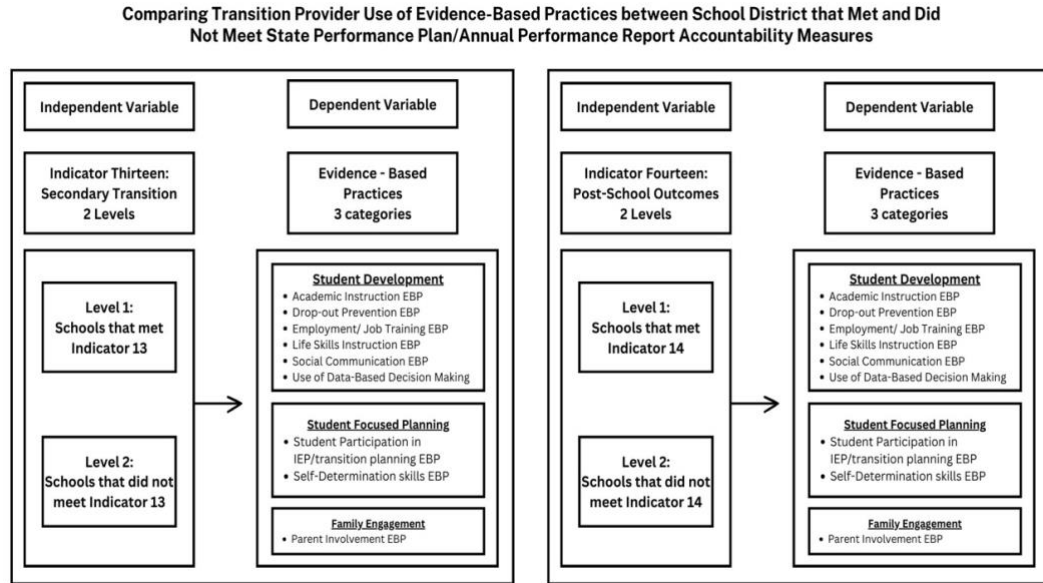 Comparing Transition Provider Use of Evidence-Based Practices between School District that Met and Did
Not Meet State Performance Plan/Annual Performance Report Accountability Measures
Independent Variable
Dependent Variable
Indicator Thirteen:
Secondary Transition
2 Levels
Evidence - Based
Practices
3 categories
Level 1:
Schools that met
Indicator 13
Level 2:
Schools that did not
meet Indicator 13
Student Development
• Academic Instruction EBP
• Drop-out Prevention EBP
• Employment/ Job Training EBP
• Life Skills Instruction EBP
• Social Communication EBP
• Use of Data-Based Decision Making
Student Focused Planning
• Student Participation in
IEP/transition planning EBP
• Self-Determination skills EBP
Family Engagement
• Parent Involvement EBP
Independent Variable
Dependent Variable
Indicator Fourteen:
Post-School Outcomes
2 Levels
Evidence - Based
Practices
3 categories
Level 1:
Schools that met
Indicator 14
Level 2:
Schools that did not
meet Indicator 14
Student Development
• Academic Instruction EBP
• Drop-out Prevention EBP
• Employment/ Job Training EBP
• Life Skills Instruction EBP
• Social Communication EBP
• Use of Data-Based Decision Making
Student Focused Planning
• Student Participation in
IEP/transition planning EBP
• Self-Determination skills EBP
Family Engagement
• Parent Involvement EBP